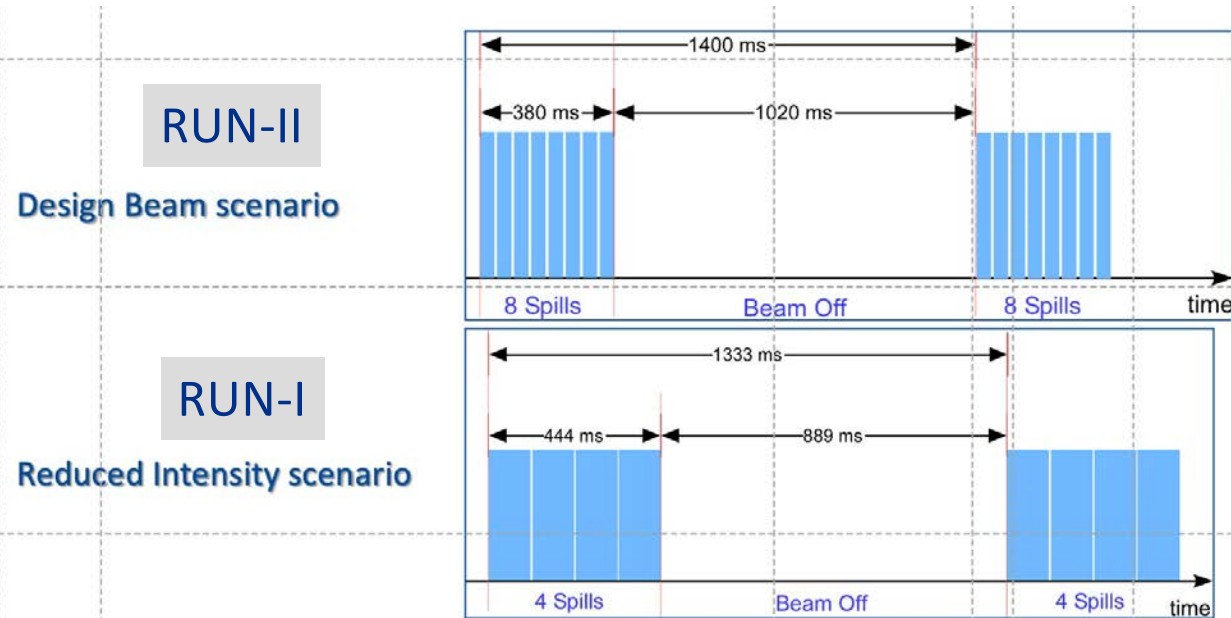 1400 ms
RUN-II
380 ms
1020 ms
Design Beam scenario
8 Spills
Beam Off
8 Spills
time
1333 ms
RUN-I
444 ms
889 ms
Reduced Intensity scenario
4 Spills
Beam Off
4 Spills
time